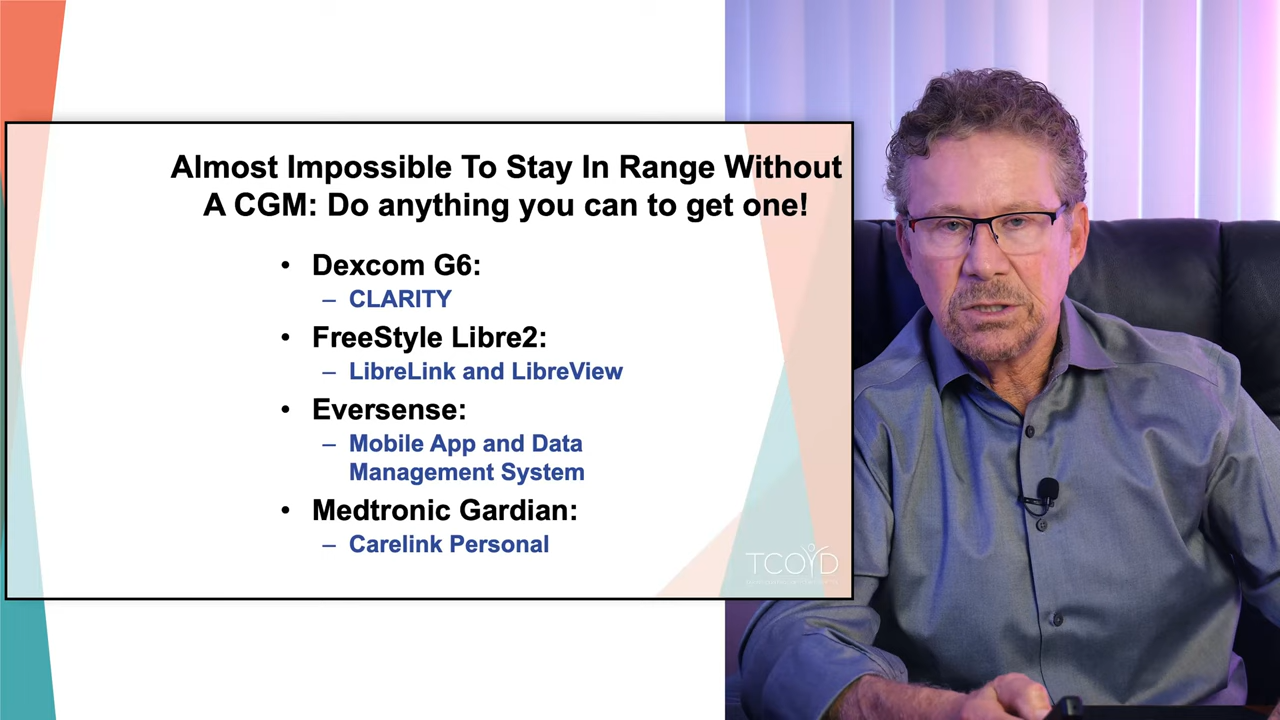 Almost Impossible To Stay In Range Without
A CGM: Do anything you can to get one!
• Dexcom G6:
– CLARITY
• FreeStyle Libre2:
– LibreLink and LibreView
• Eversense:
– Mobile App and Data
Management System
• Medtronic Gardian:
– Carelink Personal
TCOYD